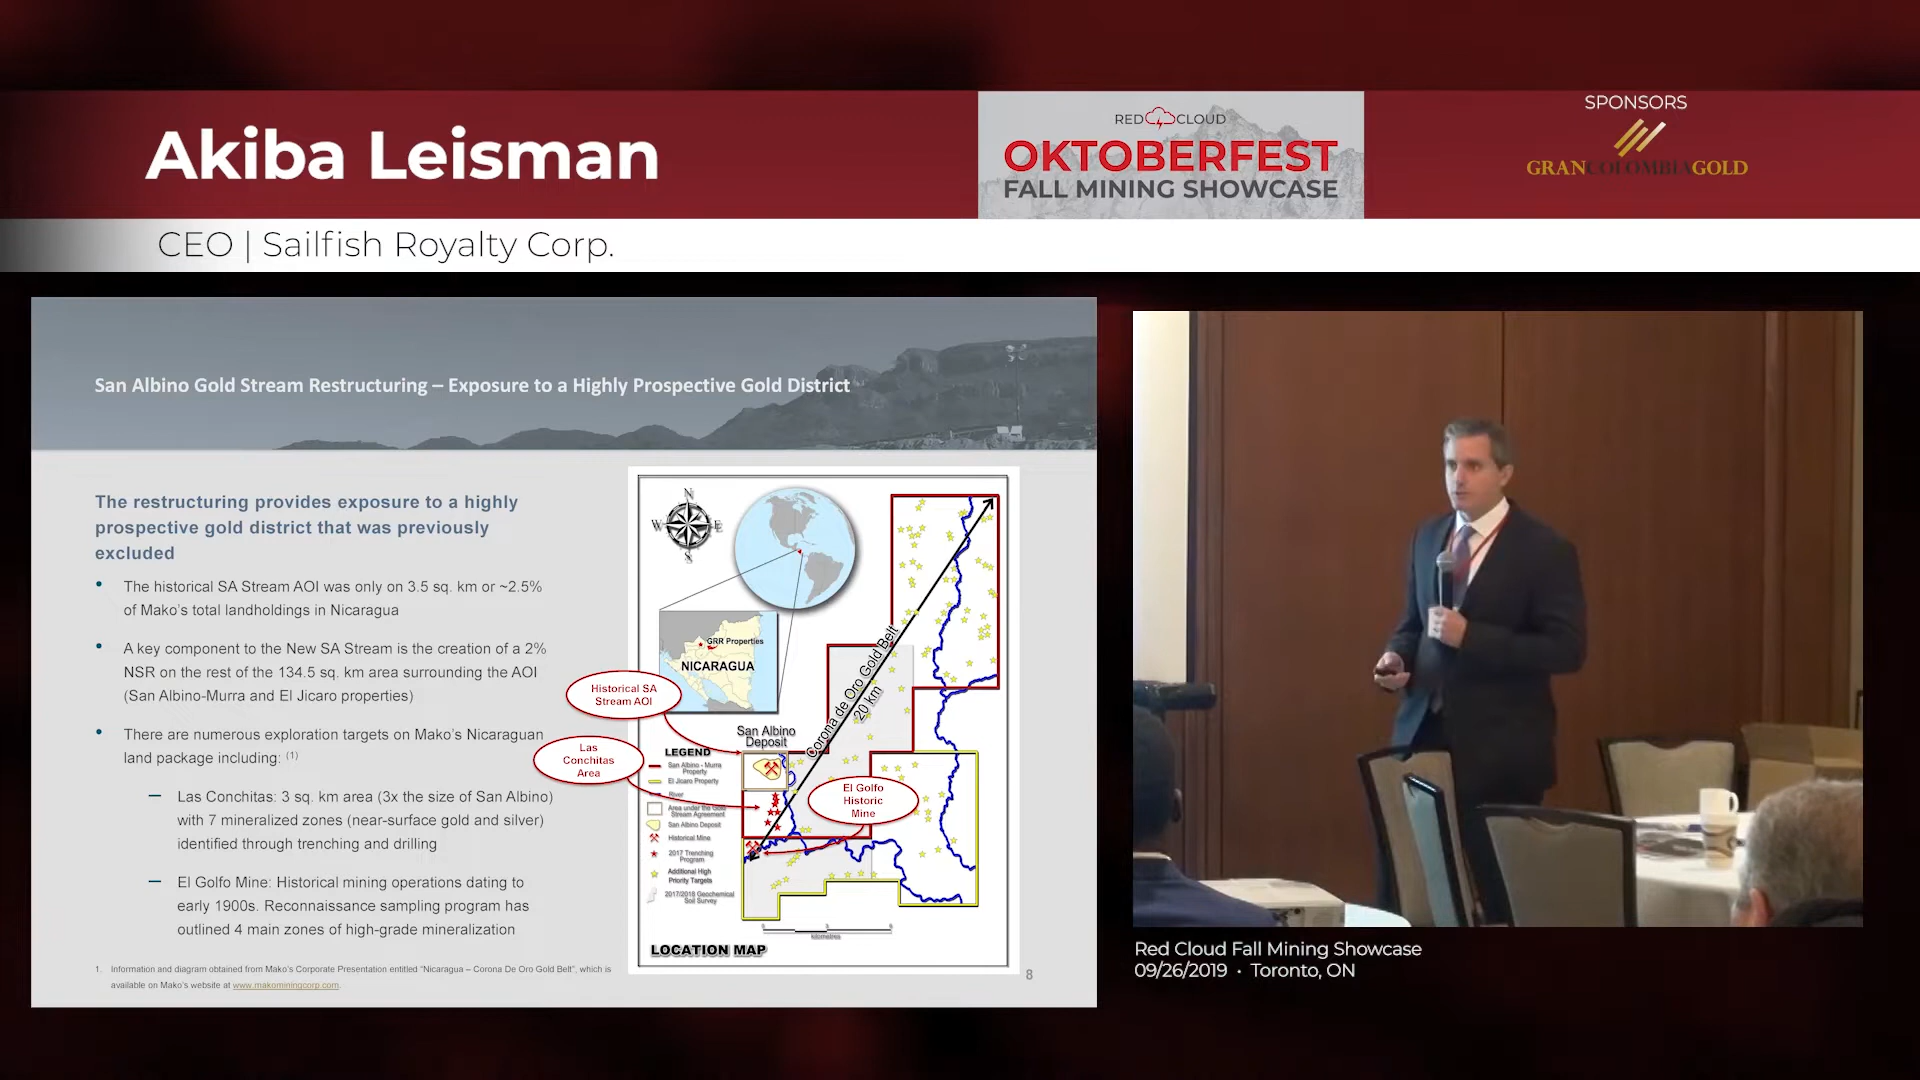 Akiba Leisman
CEO | Sailfish Royalty Corp.
RED CLOUD
OKTOBERFEST
FALL MINING SHOWCASE
SPONSORS
GRANCOLOMBIAGOLD
San Albino Gold Stream Restructuring – Exposure to a Highly Prospective Gold District
The restructuring provides exposure to a highly
prospective gold district that was previously
excluded
• The historical SA Stream AOI was only on 3.5 sq. km or ~2.5%
of Mako's total landholdings in Nicaragua
• A key component to the New SA Stream is the creation of a 2%
NSR on the rest of the 134.5 sq. km area surrounding the AOI
(San Albino-Murra and El Jicaro properties)
• There are numerous exploration targets on Mako's Nicaraguan
land package including: (1)
– Las Conchitas: 3 sq. km area (3x the size of San Albino)
with 7 mineralized zones (near-surface gold and silver)
identified through trenching and drilling
– El Golfo Mine: Historical mining operations dating to
early 1900s. Reconnaissance sampling program has
outlined 4 main zones of high-grade mineralization
1. Information and diagram obtained from Mako's Corporate Presentation entitled "Nicaragua – Corona De Oro Gold Belt", which is
available on Mako's website at www.makominingcorp.com.
N
W
E
S
GRR Properties
NICARAGUA
Historical SA
Stream AOI
Las
Conchitas
Area
San Albino
Deposit
Corona de Oro Gold Belt
20 km
El Golfo
Historic
Mine
LEGEND
San Albino - Murra
Property
El Jicaro Property
River
Area under the Gold
Stream Agreement
San Albino Deposit
Historical Mine
2017 Trenching
Program
Additional High
Priority Targets
2017/2018 Geochemical
Soil Survey
kilometres
LOCATION MAP
8
Red Cloud Fall Mining Showcase
09/26/2019 • Toronto, ON